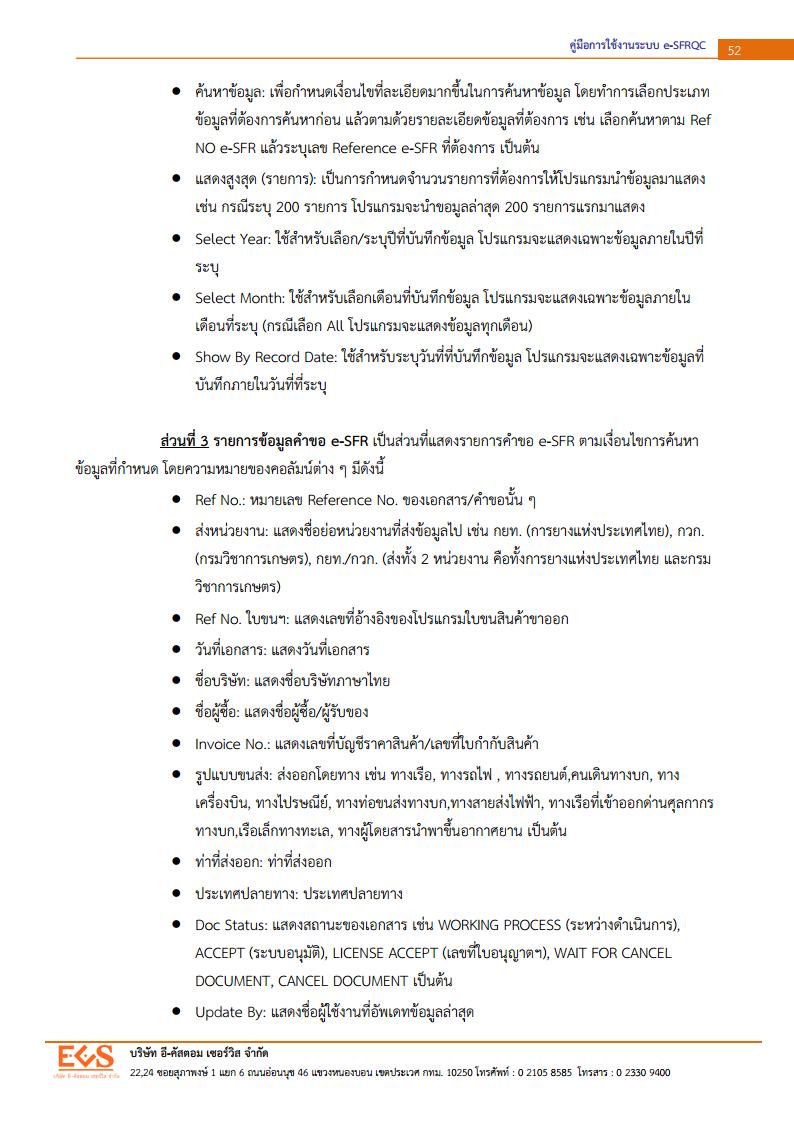 คู่มือการใช้งานระบบ e-SFRQC 52
● ค้นหาข้อมูล: เพื่อกำหนดเงื่อนไขที่ละเอียดมากขึ้นในการค้นหาข้อมูล โดยทำการเลือกประเภท
ข้อมูลที่ต้องการค้นหาก่อน แล้วตามด้วยรายละเอียดข้อมูลที่ต้องการ เช่น เลือกค้นหาตาม Ref
NO e-SFR แล้วระบุเลข Reference e-SFR ที่ต้องการ เป็นต้น
● แสดงสูงสุด (รายการ): เป็นการกำหนดจำนวนรายการที่ต้องการให้โปรแกรมนำข้อมูลมาแสดง
เช่น กรณีระบุ 200 รายการ โปรแกรมจะนำขอมูลล่าสุด 200 รายการแรกมาแสดง
● Select Year: ใช้สำหรับเลือก/ระบุปีที่บันทึกข้อมูล โปรแกรมจะแสดงเฉพาะข้อมูลภายในปีที่
ระบุ
● Select Month: ใช้สำหรับเลือกเดือนที่บันทึกข้อมูล โปรแกรมจะแสดงเฉพาะข้อมูลภายใน
เดือนที่ระบุ (กรณีเลือก All โปรแกรมจะแสดงข้อมูลทุกเดือน)
● Show By Record Date: ใช้สำหรับระบุวันที่ที่บันทึกข้อมูล โปรแกรมจะแสดงเฉพาะข้อมูลที่
บันทึกภายในวันที่ที่ระบุ
ส่วนที่ 3 รายการข้อมูลคำขอ e-SFR เป็นส่วนที่แสดงรายการคำขอ e-SFR ตามเงื่อนไขการค้นหา
ข้อมูลที่กำหนด โดยความหมายของคอลัมน์ต่าง ๆ มีดังนี้
● Ref No.: หมายเลข Reference No. ของเอกสาร/คำขอนั้น ๆ
● ส่งหน่วยงาน: แสดงชื่อย่อหน่วยงานที่ส่งข้อมูลไป เช่น กยท. (การยางแห่งประเทศไทย), กวก.
(กรมวิชาการเกษตร), กยท./กวก. (ส่งทั้ง 2 หน่วยงาน คือทั้งการยางแห่งประเทศไทย และกรม
วิชาการเกษตร)
● Ref No. ใบขนฯ: แสดงเลขที่อ้างอิงของโปรแกรมใบขนสินค้าขาออก
● วันที่เอกสาร: แสดงวันที่เอกสาร
● ชื่อบริษัท: แสดงชื่อบริษัทภาษาไทย
● ชื่อผู้ซื้อ: แสดงชื่อผู้ซื้อ/ผู้รับของ
● Invoice No.: แสดงเลขที่บัญชีราคาสินค้า/เลขที่ใบกำกับสินค้า
● รูปแบบขนส่ง: ส่งออกโดยทาง เช่น ทางเรือ, ทางรถไฟ , ทางรถยนต์,คนเดินทางบก, ทาง
เครื่องบิน, ทางไปรษณีย์, ทางท่อขนส่งทางบก,ทางสายส่งไฟฟ้า, ทางเรือที่เข้าออกด่านศุลกากร
ทางบก,เรือเล็กทางทะเล, ทางผู้โดยสารนำพาขึ้นอากาศยาน เป็นต้น
● ท่าที่ส่งออก: ท่าที่ส่งออก
● ประเทศปลายทาง: ประเทศปลายทาง
● Doc Status: แสดงสถานะของเอกสาร เช่น WORKING PROCESS (ระหว่างดำเนินการ),
ACCEPT (ระบบอนุมัติ), LICENSE ACCEPT (เลขที่ใบอนุญาตฯ), WAIT FOR CANCEL
DOCUMENT, CANCEL DOCUMENT เป็นต้น
● Update By: แสดงชื่อผู้ใช้งานที่อัพเดทข้อมูลล่าสุด
ECS
บริษัท อี-คัสตอม เซอร์วิส จำกัด
บริษัท อี-คัสตอม เซอร์วิส จำกัด
22,24 ซอยสุภาพงษ์ 1 แยก 6 ถนนอ่อนนุช 46 แขวงหนองบอน เขตประเวศ กทม. 10250 โทรศัพท์ : 0 2105 8585 โทรสาร : 0 2330 9400